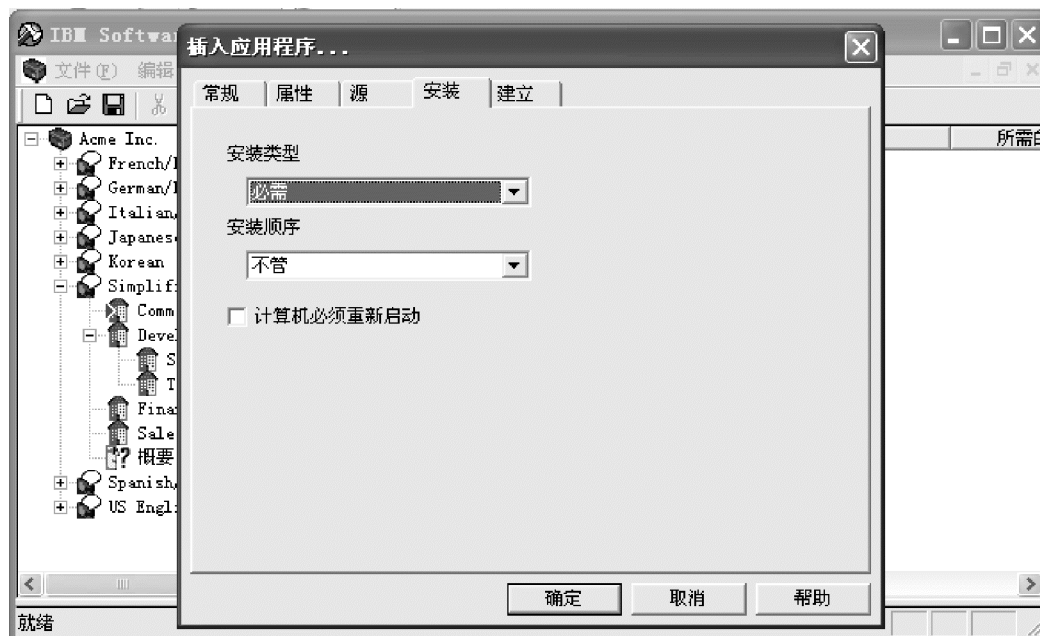 IBM Softwa
插入应用程序...
文件(F) 编辑
常规 属性 源 安装 建立
Acme Inc.
French/
German/
Italian
Japanes
Korean
Simplifi
Comm
Devel
S
T
Finan
Sale
概要
Spanish
US Engl
所需
安装类型
必需
安装顺序
不管
计算机必须重新启动
确定 取消 帮助
就绪